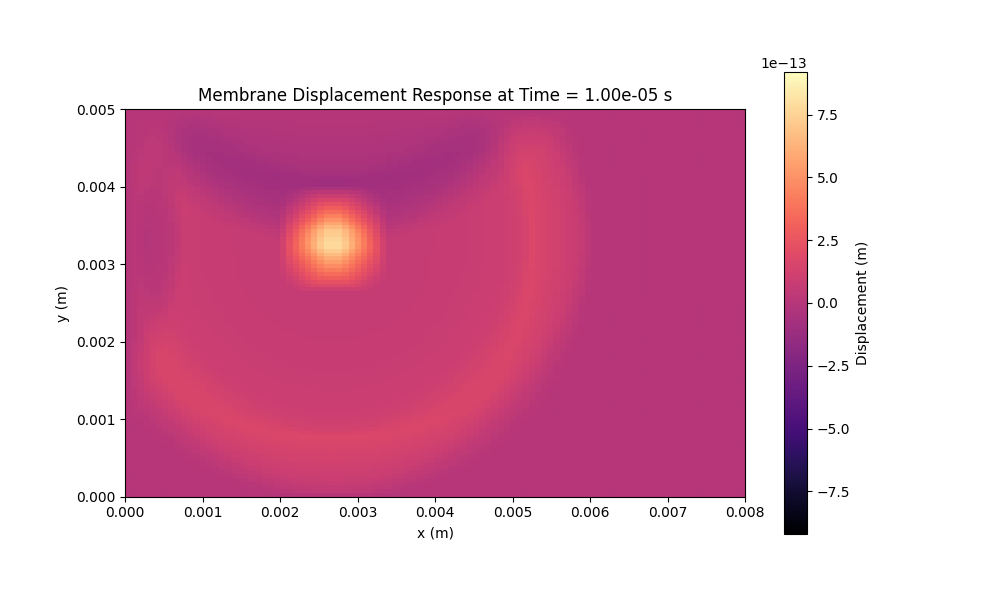 1e−13
Membrane Displacement Response at Time = 1.00e-05 s
0.005
0.004
0.003
0.002
0.001
0.000
y (m)
0.000 0.001 0.002 0.003 0.004 0.005 0.006 0.007 0.008
x (m)
7.5
5.0
2.5
0.0
−2.5
−5.0
−7.5
Displacement (m)